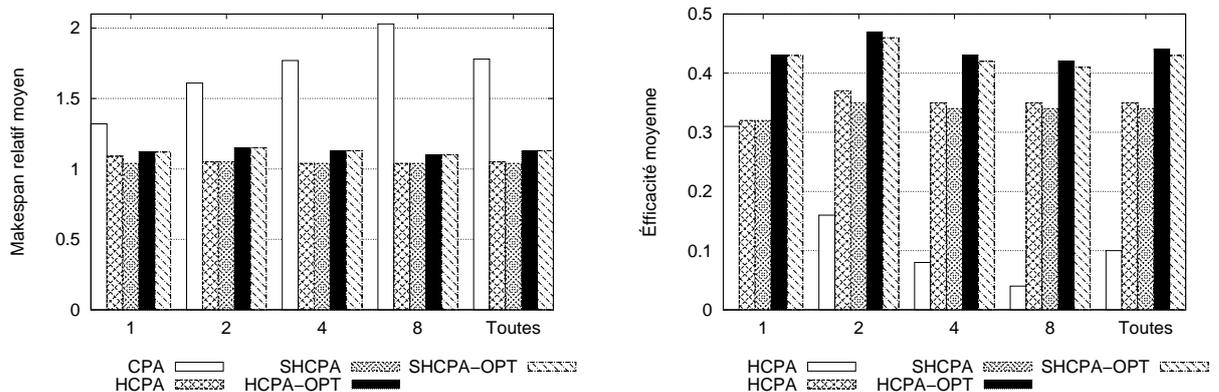 Makespan relatif moyen
2
1.5
1
0.5
0
1 2 4 8 Toutes
CPA SHCPA SHCPA−OPT
HCPA HCPA−OPT
Éfficacité moyenne
0.5
0.4
0.3
0.2
0.1
0
1 2 4 8 Toutes
HCPA SHCPA SHCPA−OPT
HCPA HCPA−OPT